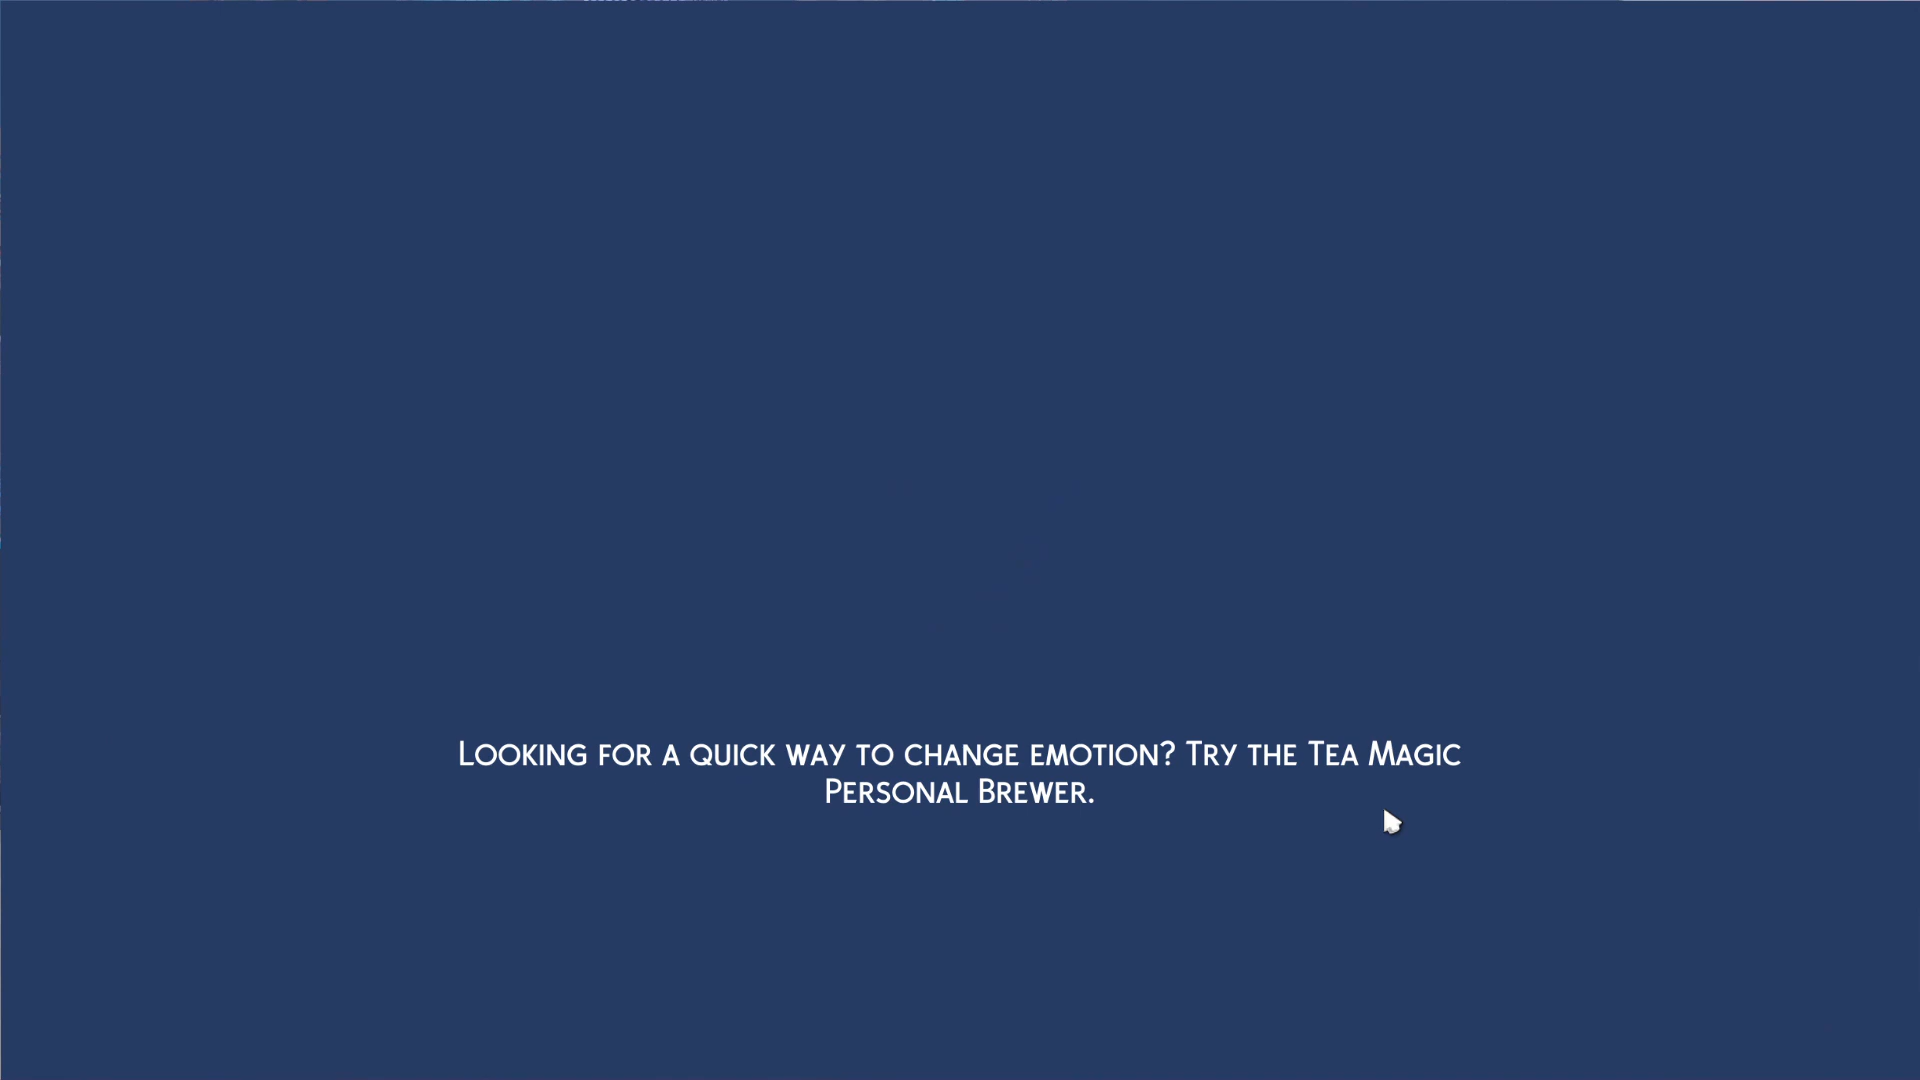 Looking for a quick way to change emotion? Try the Tea Magic
Personal Brewer.